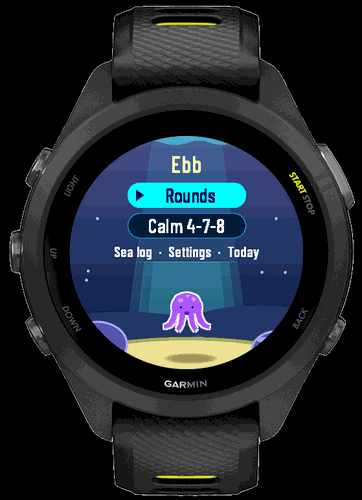 Ebb
Rounds
Calm 4-7-8
Sea log · Settings · Today
LIGHT
UP
DOWN
START STOP
BACK
GARMIN